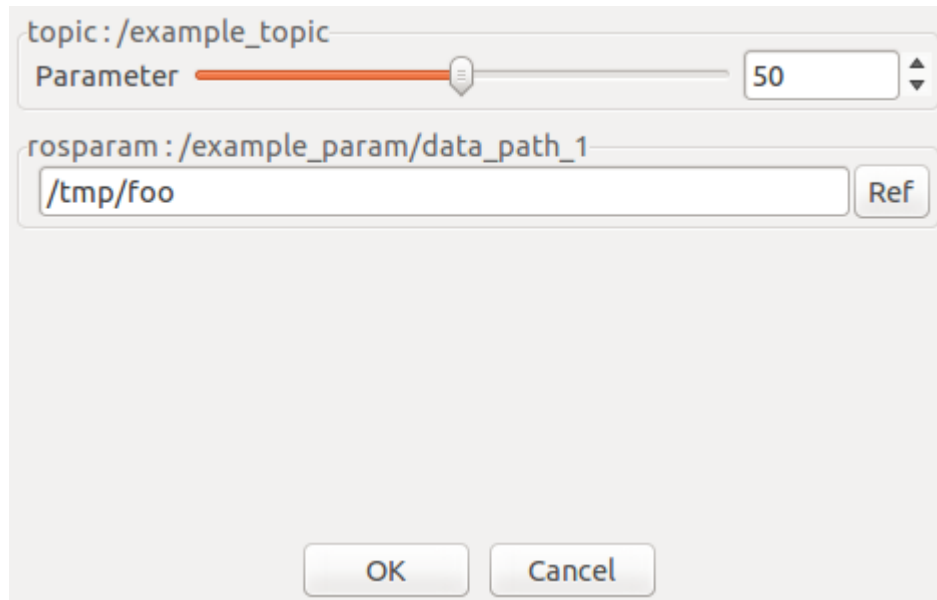 topic : /example_topic
Parameter 50
rosparam : /example_param/data_path_1
/tmp/foo Ref
OK Cancel